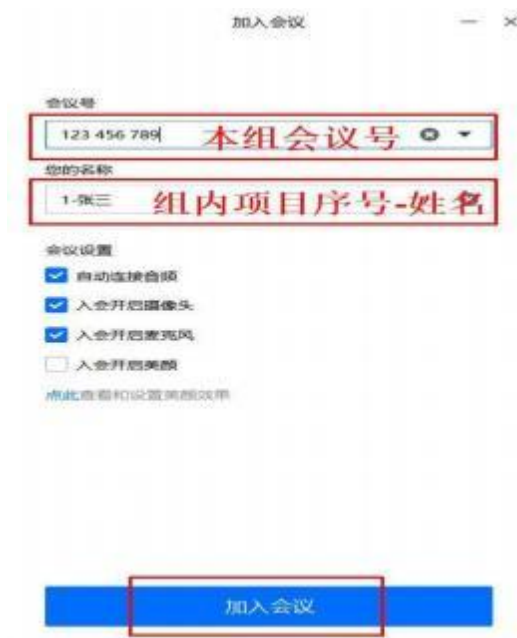 加入会议
会议号
123 456 789 本组会议号
您的名称
1-张三 组内项目序号-姓名
会议设置
自动连接音频
入会开启摄像头
入会开启麦克风
入会开启美颜
点此查看和设置美颜效果
加入会议